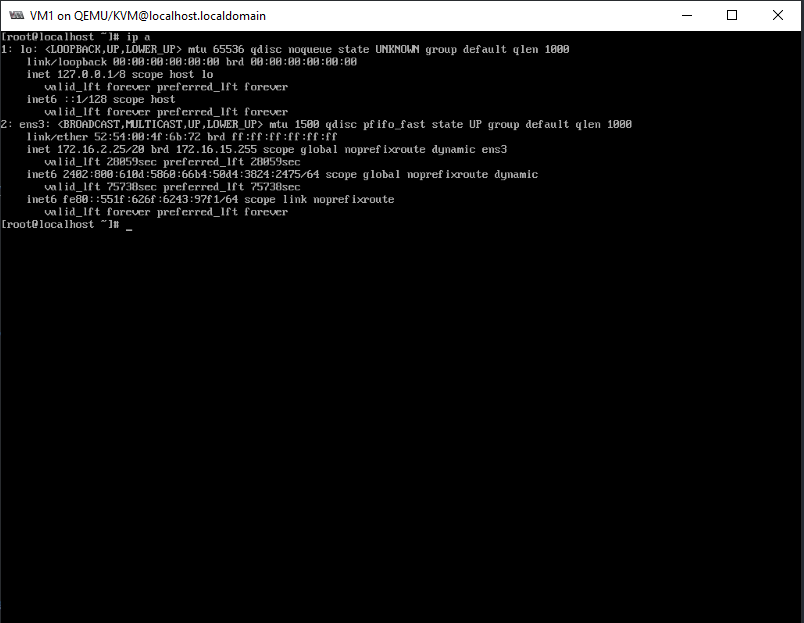 VM1 on QEMU/KVM@localhost.localdomain
[root@localhost ~]# ip a
1: lo: <LOOPBACK,UP,LOWER_UP> mtu 65536 qdisc noqueue state UNKNOWN group default qlen 1000
    link/loopback 00:00:00:00:00:00 brd 00:00:00:00:00:00
    inet 127.0.0.1/8 scope host lo
       valid_lft forever preferred_lft forever
    inet6 ::1/128 scope host
       valid_lft forever preferred_lft forever
2: ens3: <BROADCAST,MULTICAST,UP,LOWER_UP> mtu 1500 qdisc pfifo_fast state UP group default qlen 1000
    link/ether 52:54:00:4f:6b:72 brd ff:ff:ff:ff:ff:ff
    inet 172.16.2.25/20 brd 172.16.15.255 scope global noprefixroute dynamic ens3
       valid_lft 28059sec preferred_lft 28059sec
    inet6 2402:800:610d:5860:66b4:50d4:3824:2475/64 scope global noprefixroute dynamic
       valid_lft 75738sec preferred_lft 75738sec
    inet6 fe80::551f:626f:6243:97f1/64 scope link noprefixroute
       valid_lft forever preferred_lft forever
[root@localhost ~]# _